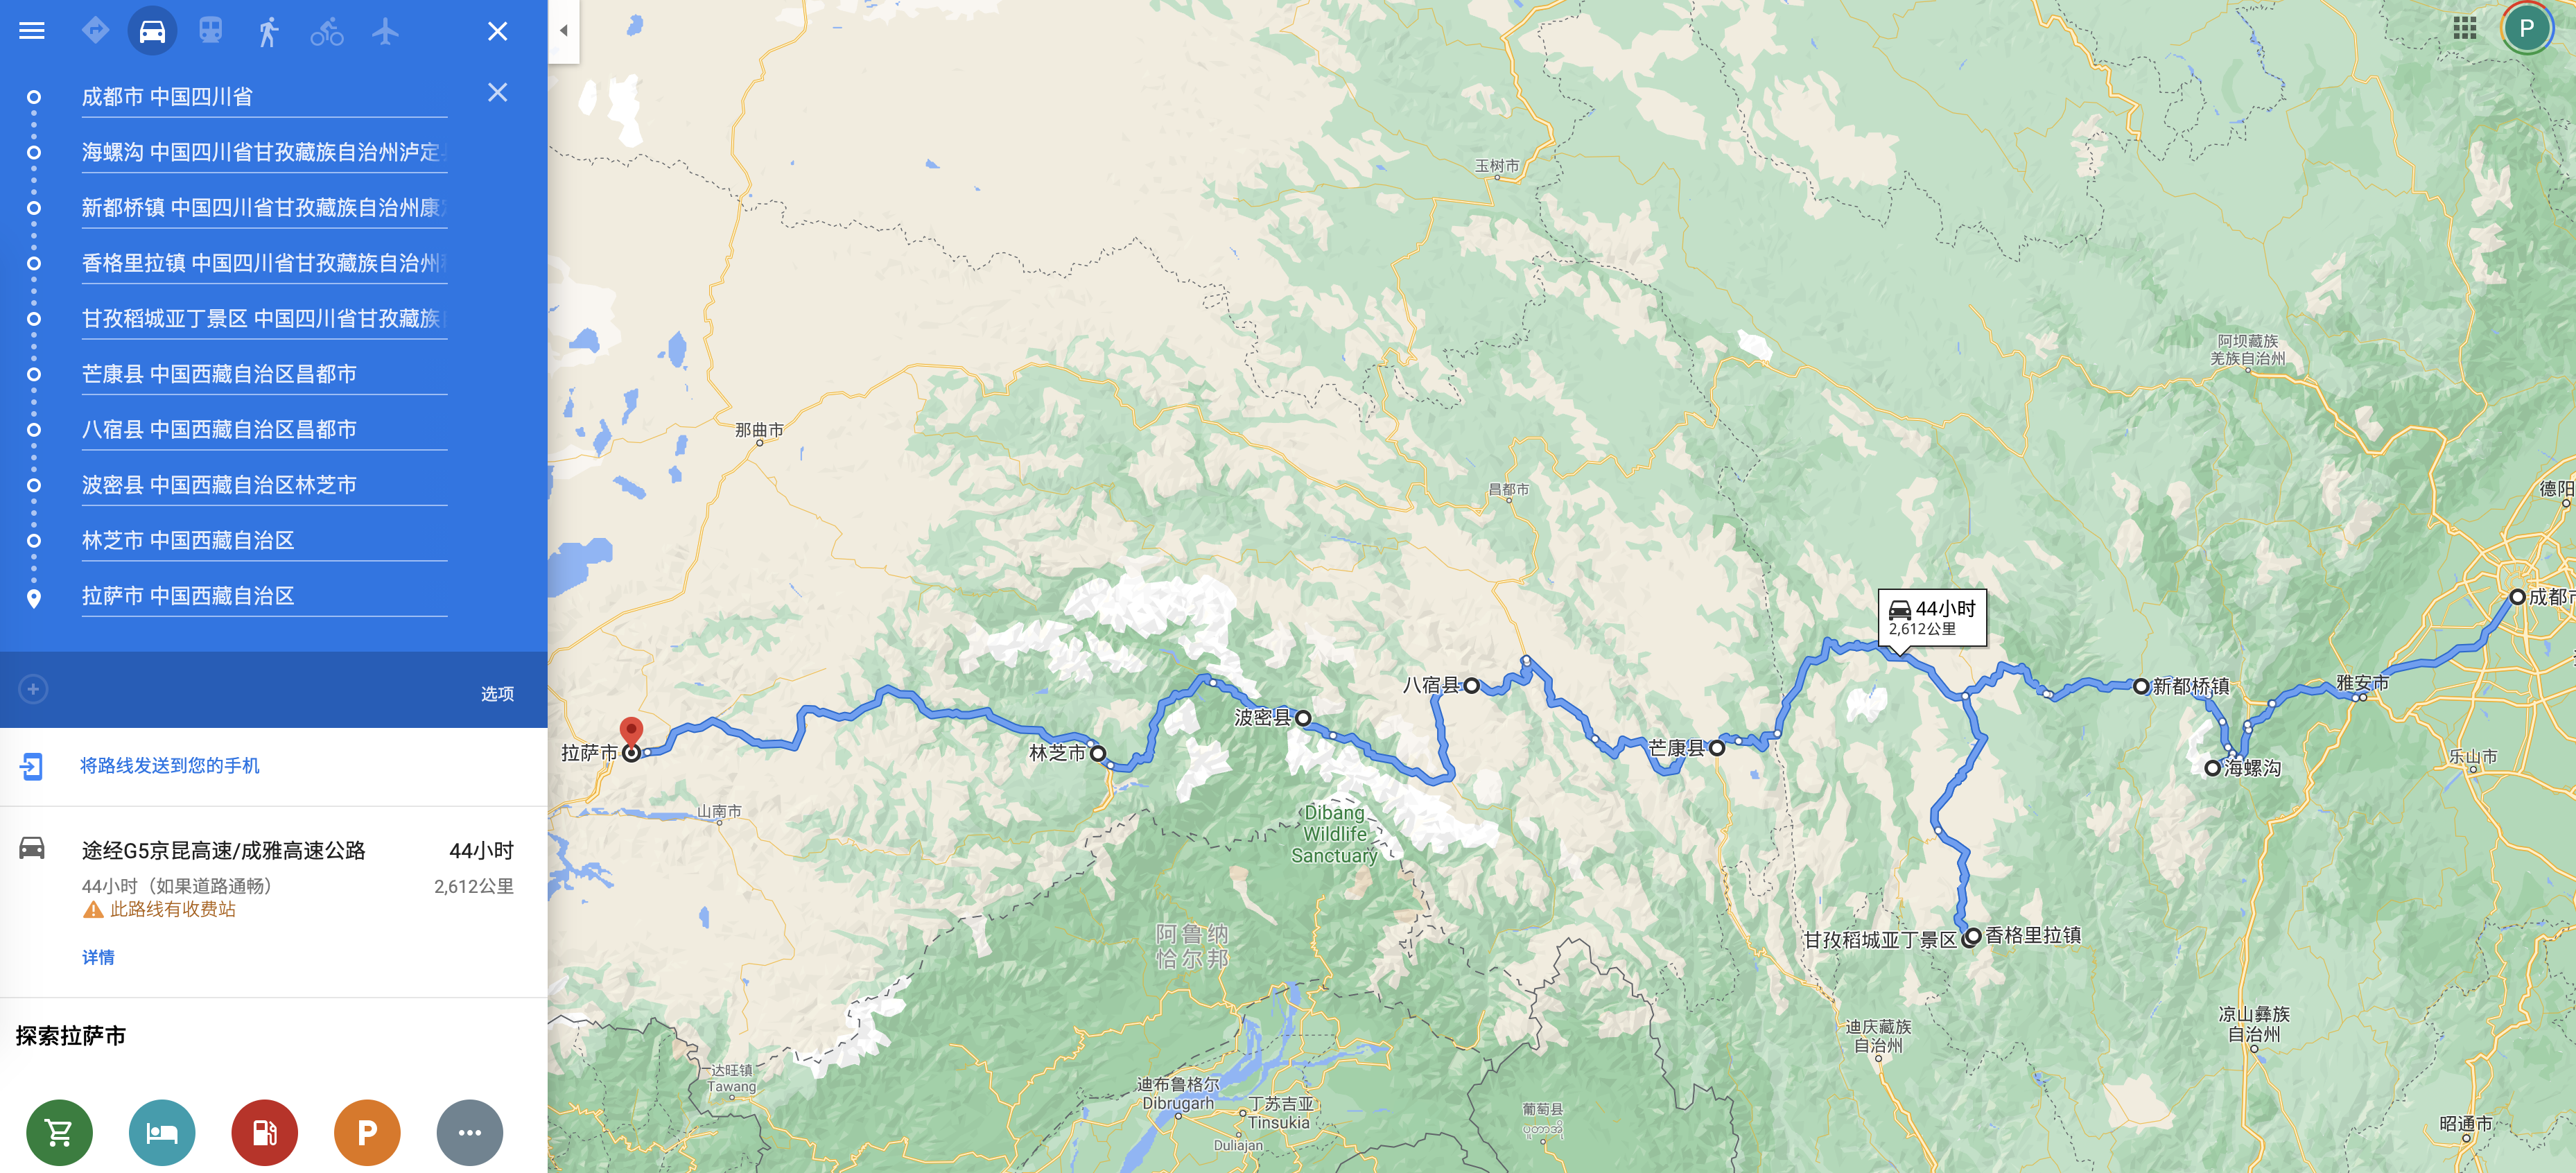 成都市 中国四川省
海螺沟 中国四川省甘孜藏族自治州泸定
新都桥镇 中国四川省甘孜藏族自治州康
香格里拉镇 中国四川省甘孜藏族自治州
甘孜稻城亚丁景区 中国四川省甘孜藏族
芒康县 中国西藏自治区昌都市
八宿县 中国西藏自治区昌都市
波密县 中国西藏自治区林芝市
林芝市 中国西藏自治区
拉萨市 中国西藏自治区
选项
将路线发送到您的手机
途经G5京昆高速/成雅高速公路
44小时
44小时（如果道路通畅）
2,612公里
此路线有收费站
详情
探索拉萨市
P
P
玉树市
阿坝藏族
羌族自治州
那曲市
昌都市
德阳
44小时
2,612公里
成都市
八宿县
新都桥镇
雅安市
波密县
拉萨市
林芝市
芒康县
海螺沟
乐山市
山南市
Dibang
Wildlife
Sanctuary
阿鲁纳
恰尔邦
甘孜稻城亚丁景区
香格里拉镇
迪庆藏族
自治州
凉山彝族
自治州
达旺镇
Tawang
迪布鲁格尔
Dibrugarh
丁苏吉亚
Tinsukia
Duliajan
葡萄县
昭通市